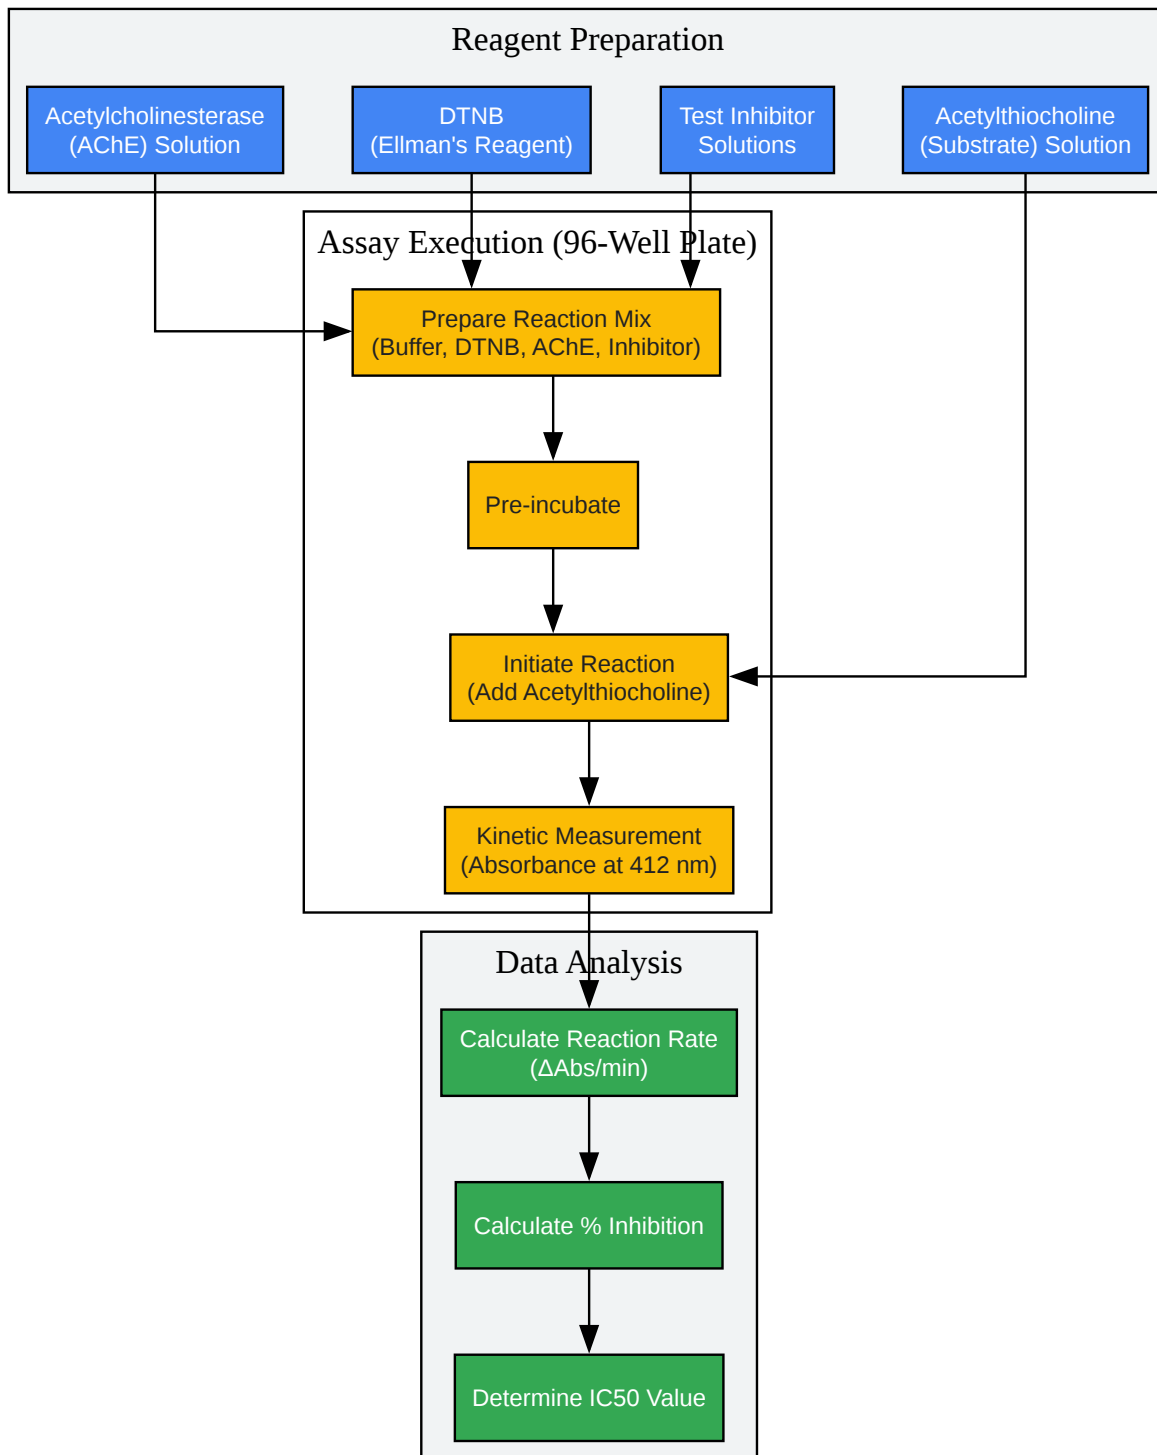 Reagent Preparation
Acetylcholinesterase
(AChE) Solution
DTNB
(Ellman's Reagent)
Test Inhibitor
Solutions
Acetylthiocholine
(Substrate) Solution
Assay Execution (96-Well Plate)
Prepare Reaction Mix
(Buffer, DTNB, AChE, Inhibitor)
Pre-incubate
Initiate Reaction
(Add Acetylthiocholine)
Kinetic Measurement
(Absorbance at 412 nm)
Data Analysis
Calculate Reaction Rate
(ΔAbs/min)
Calculate % Inhibition
Determine IC50 Value